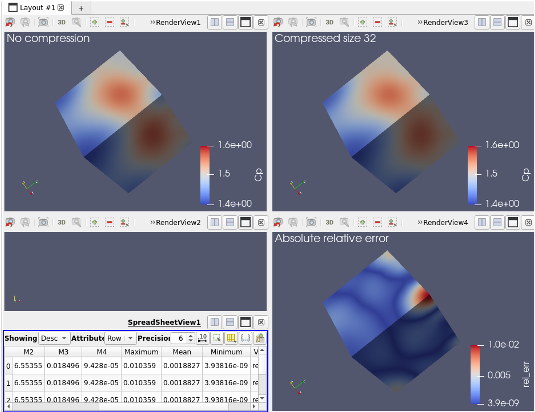 Layout #1
+
3D
»RenderView1
No compression
1.6e+00
1.5
1.4e+00
Cp
3D
»RenderView3
Compressed size 32
1.6e+00
1.5
1.4e+00
Cp
3D
»RenderView2
3D
»RenderView4
Absolute relative error
1.0e-02
0.005
3.9e-09
rel_err
SpreadSheetView1
Showing Desc Attribute Row Precision 6
M2 M3 M4 Maximum Mean Minimum
0 6.55355 0.018496 9.428e-05 0.010359 0.0018827 3.93816e-09
1 6.55355 0.018496 9.428e-05 0.010359 0.0018827 3.93816e-09
2 6.55355 0.018496 9.428e-05 0.010359 0.0018827 3.93816e-09